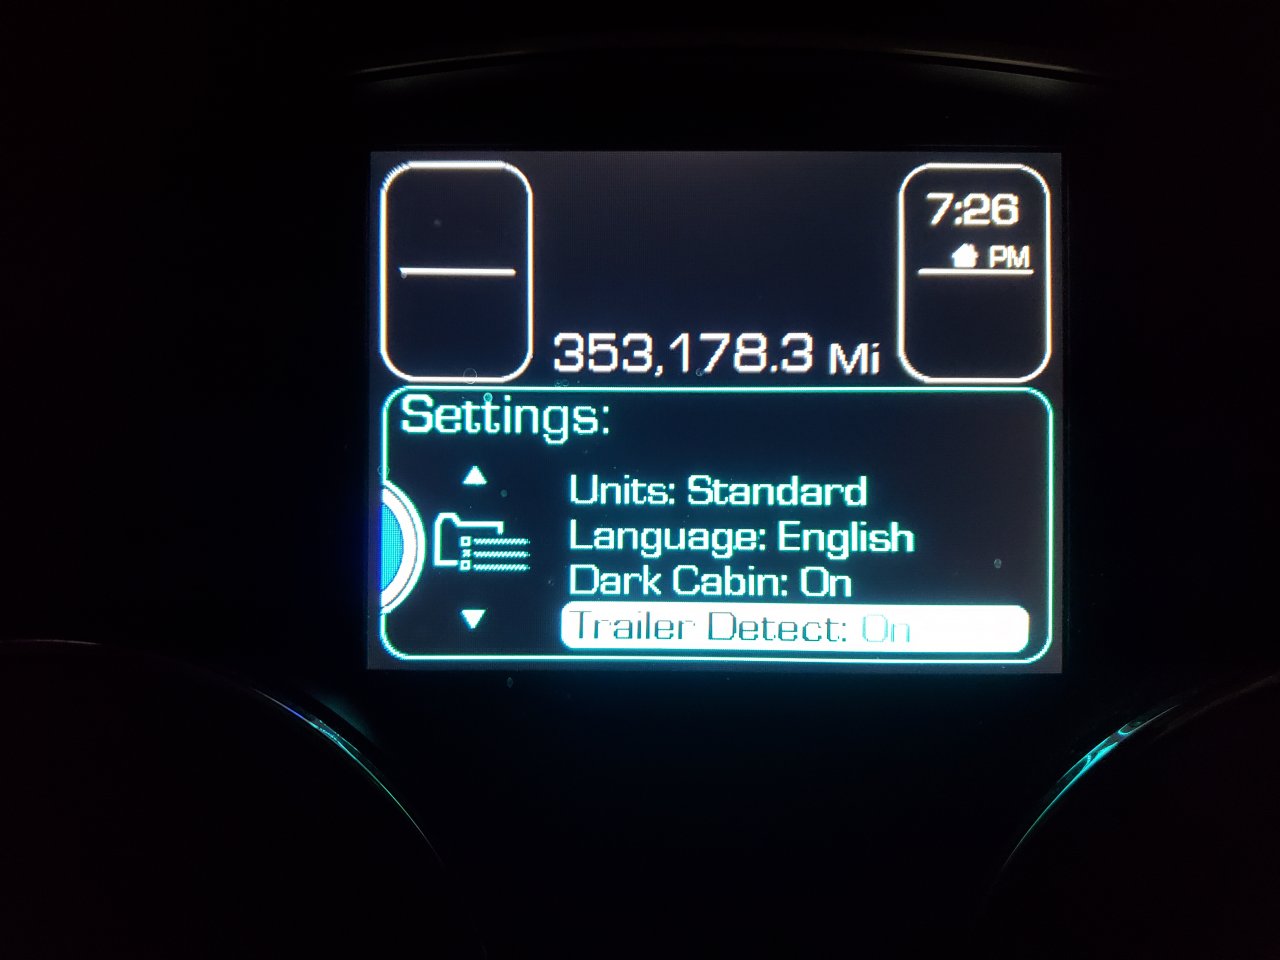 7:26
PM
353,178.3 Mi
Settings:
Units: Standard
Language: English
Dark Cabin: On
Trailer Detect: On